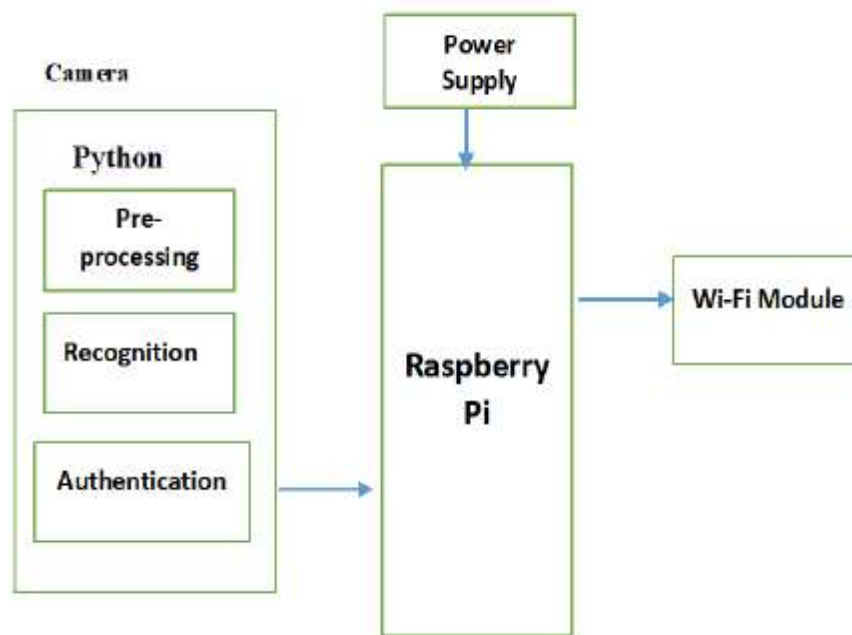 Camera
Python
Pre-
processing
Recognition
Authentication
Power
Supply
Raspberry
Pi
Wi-Fi Module